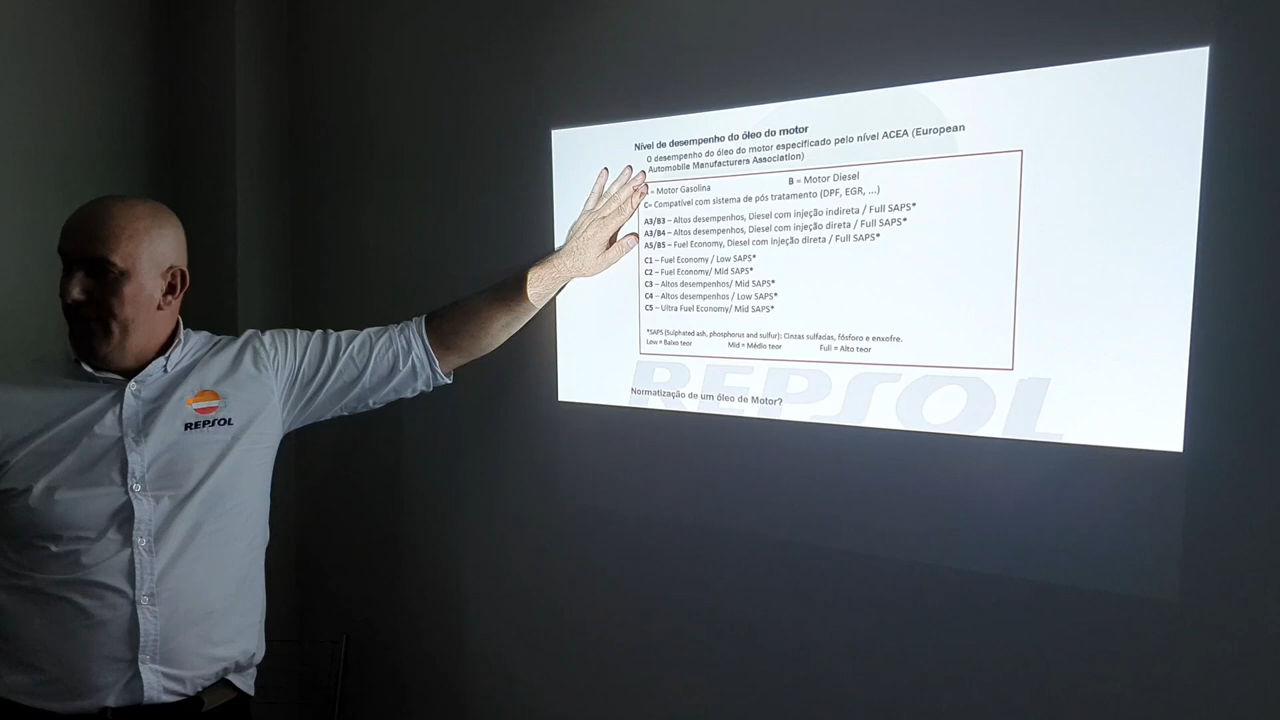 Nível de desempenho do óleo do motor
O desempenho do óleo do motor especificado pelo nível ACEA (European
Automobile Manufacturers Association)
= Motor Gasolina B = Motor Diesel
C= Compatível com sistema de pós tratamento (DPF, EGR, ...)
A3/B3 – Altos desempenhos, Diesel com injeção indireta / Full SAPS*
A3/B4 – Altos desempenhos, Diesel com injeção direta / Full SAPS*
A5/B5 – Fuel Economy, Diesel com injeção direta / Full SAPS*
C1 – Fuel Economy / Low SAPS*
C2 – Fuel Economy/ Mid SAPS*
C3 – Altos desempenhos/ Mid SAPS*
C4 – Altos desempenhos / Low SAPS*
C5 – Ultra Fuel Economy/ Mid SAPS*
*SAPS (Sulphated ash, phosphorus and sulfur): Cinzas sulfadas, fósforo e enxofre.
Low = Baixo teor Mid = Médio teor Full = Alto teor
REPSOL
Normatização de um óleo de Motor?
REPSOL